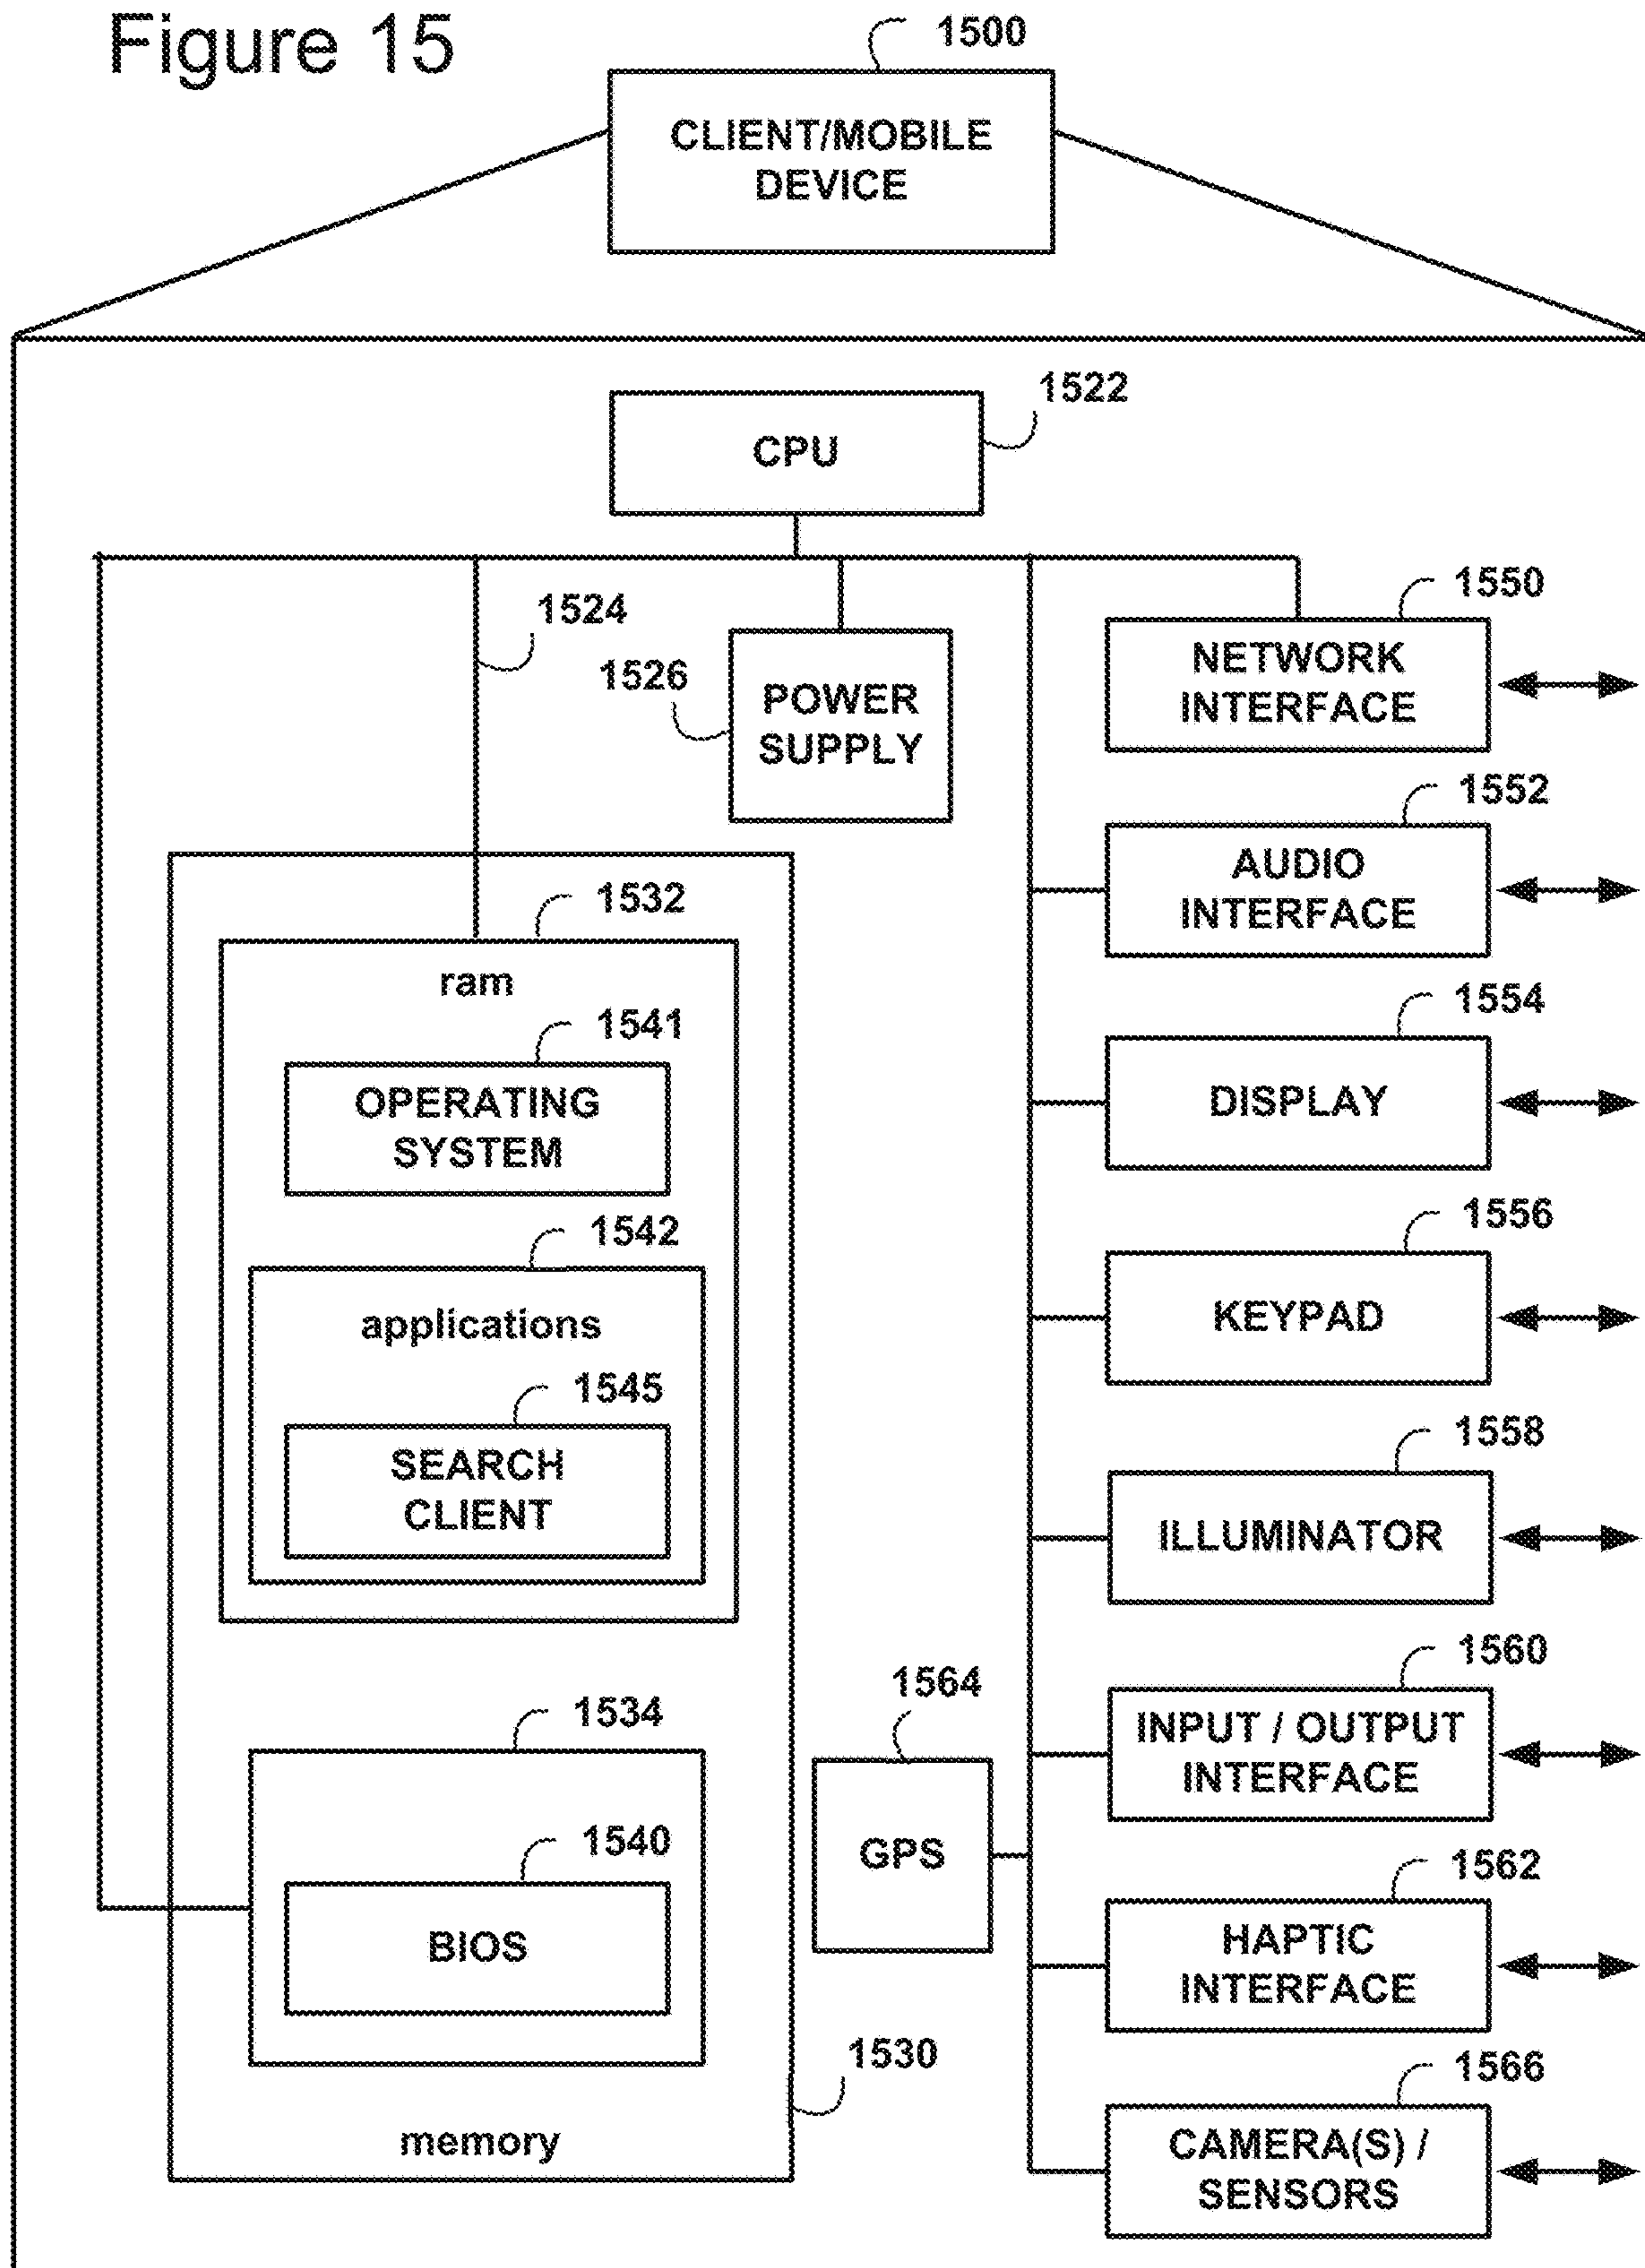 Figure 15
1500
CLIENT/MOBILE
DEVICE
1522
CPU
1524
1526
POWER
SUPPLY
1550
NETWORK
INTERFACE
1552
AUDIO
INTERFACE
1532
ram
1554
DISPLAY
1541
OPERATING
SYSTEM
1556
KEYPAD
1542
applications
1545
SEARCH
CLIENT
1558
ILLUMINATOR
1560
INPUT / OUTPUT
INTERFACE
1564
GPS
1534
1540
BIOS
1562
HAPTIC
INTERFACE
1530
memory
1566
CAMERA(S) /
SENSORS